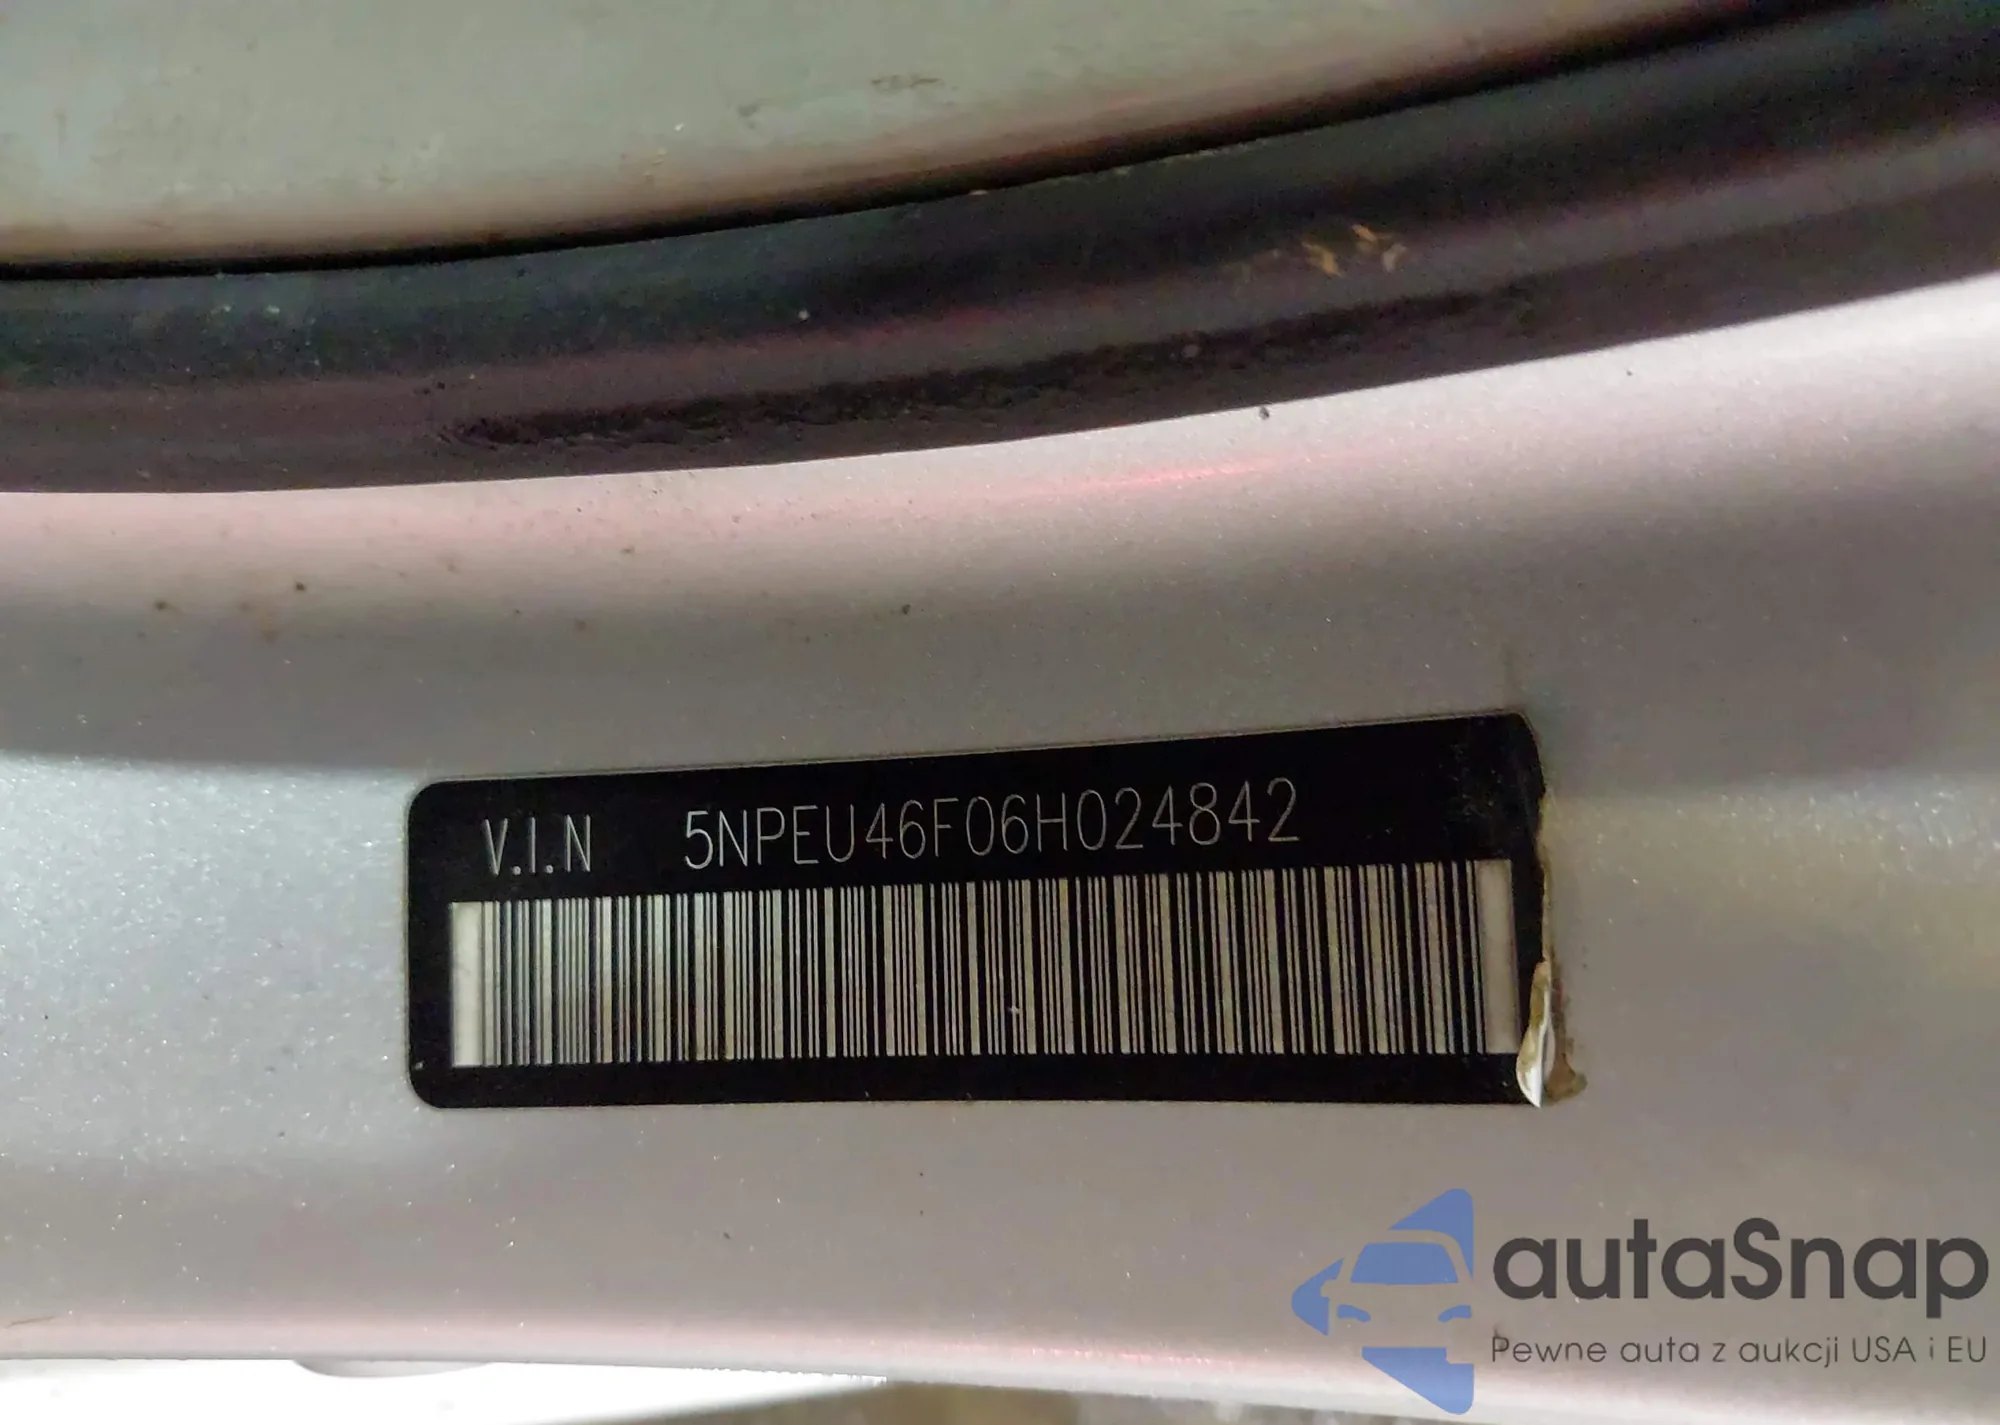 V.I.N 5NPEU46F06H024842
autaSnap
Pewne auta z aukcji USA i EU